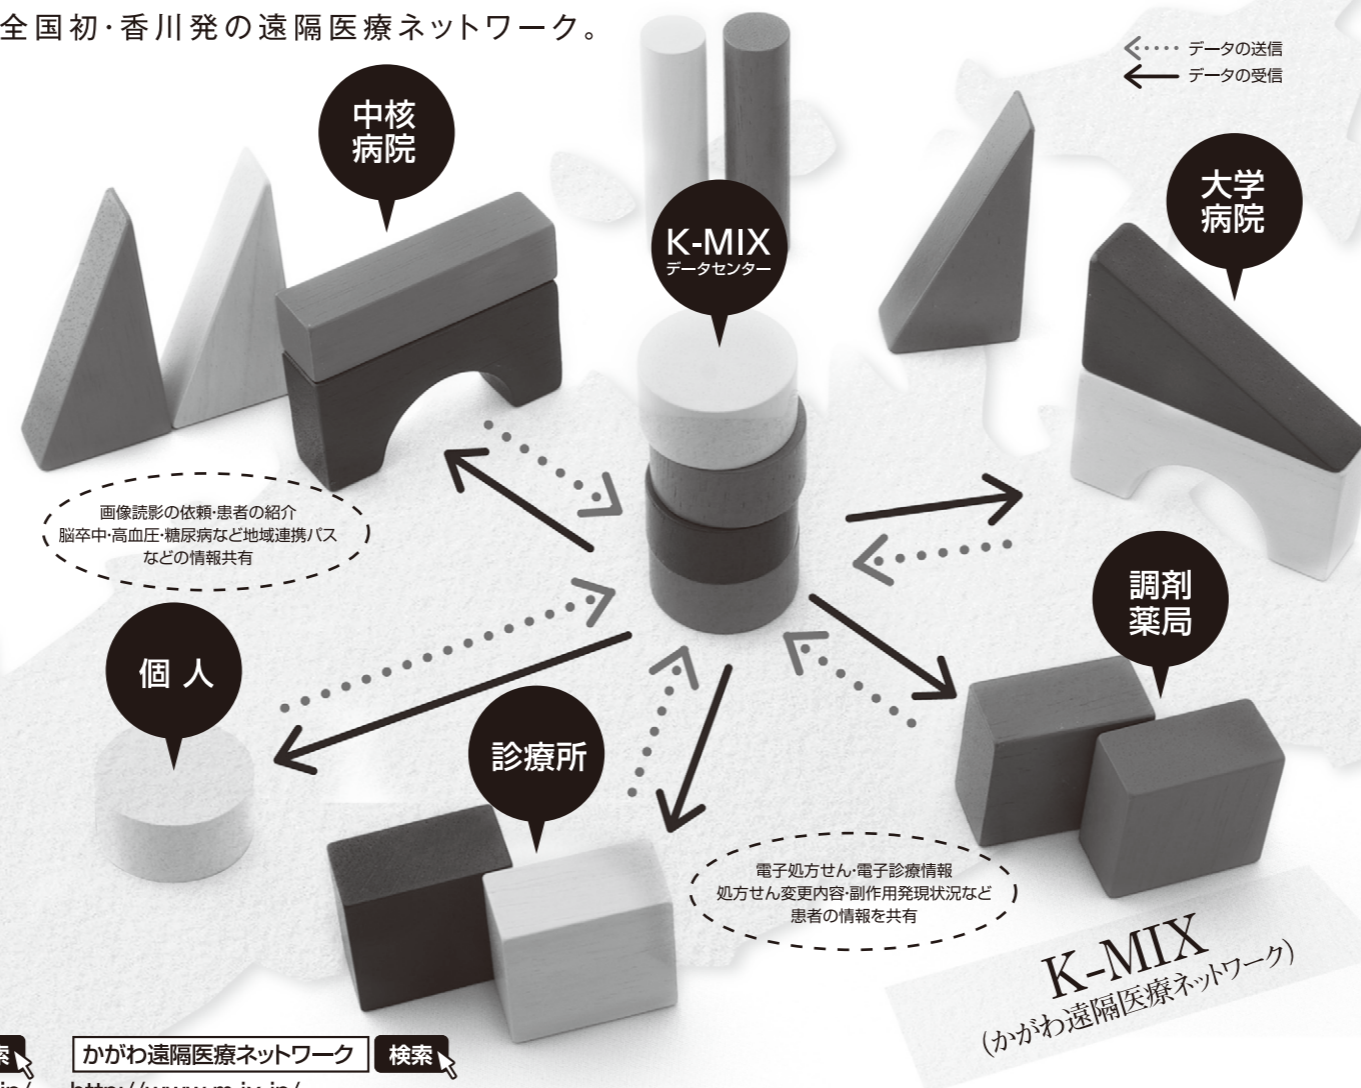 全国初・香川発の遠隔医療ネットワーク。
データの送信
データの受信
中核
病院
K-MIX
データセンター
大学
病院
画像読影の依頼・患者の紹介
脳卒中・高血圧・糖尿病など地域連携パス
などの情報共有
調剤
薬局
個人
診療所
電子処方せん・電子診療情報
処方せん変更内容・副作用発現状況など
患者の情報を共有
K-MIX
(かがわ遠隔医療ネットワーク)
かがわ遠隔医療ネットワーク 検索